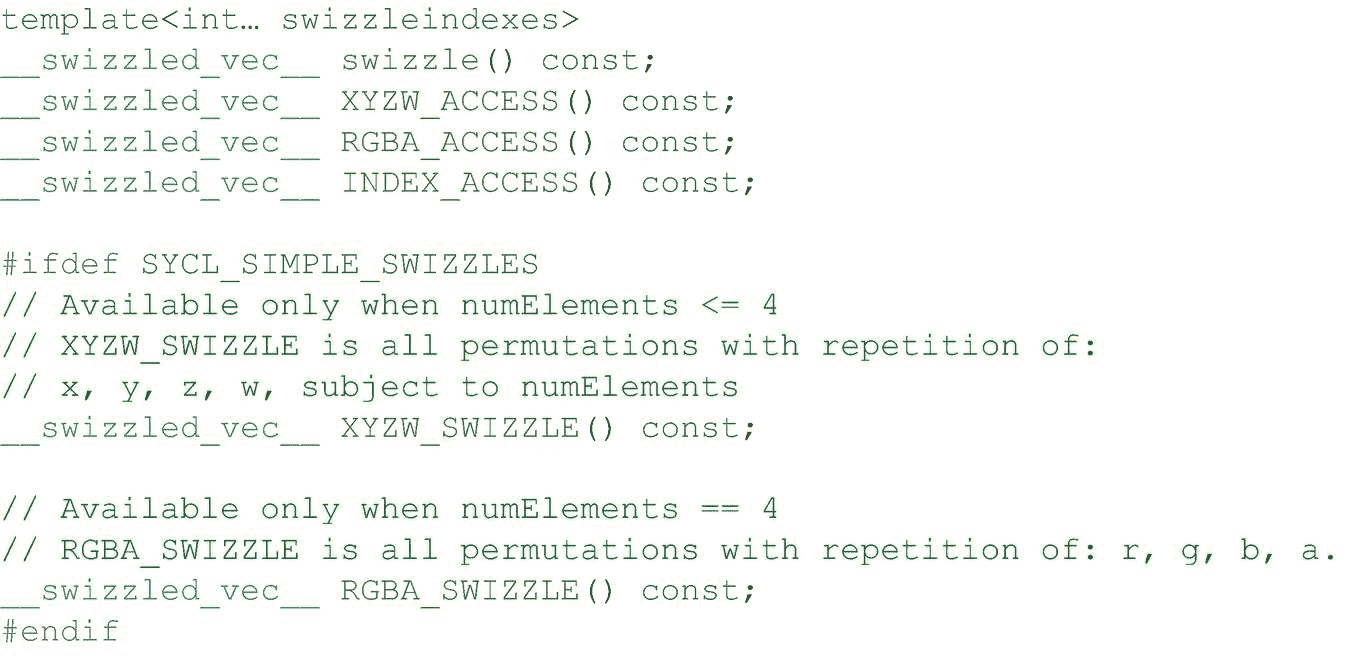 template<int… swizzleindexes>
__swizzled_vec__ swizzle() const;
__swizzled_vec__ XYZW_ACCESS() const;
__swizzled_vec__ RGBA_ACCESS() const;
__swizzled_vec__ INDEX_ACCESS() const;

#ifdef SYCL_SIMPLE_SWIZZLES
// Available only when numElements <= 4
// XYZW_SWIZZLE is all permutations with repetition of:
// x, y, z, w, subject to numElements
__swizzled_vec__ XYZW_SWIZZLE() const;

// Available only when numElements == 4
// RGBA_SWIZZLE is all permutations with repetition of: r, g, b, a.
__swizzled_vec__ RGBA_SWIZZLE() const;
#endif